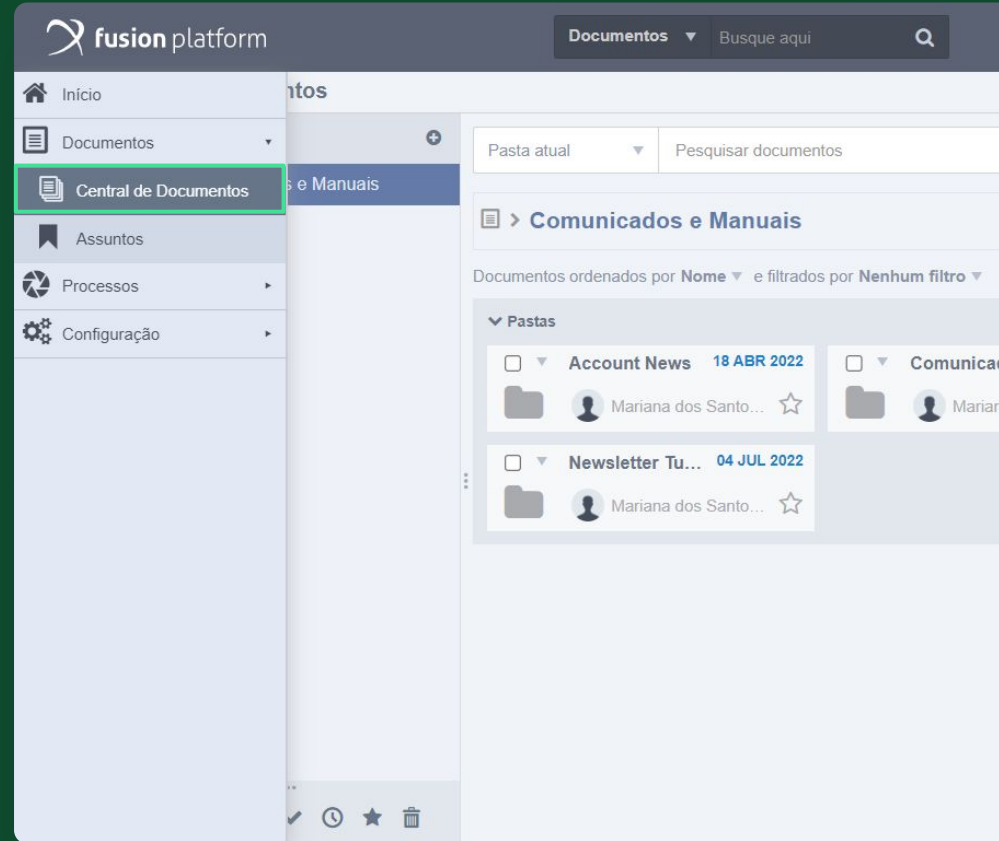 fusion platform
Documentos Busque aqui
Início
Documentos
Central de Documentos
Assuntos
Processos
Configuração
ntos
s e Manuais
Pasta atual Pesquisar documentos
> Comunicados e Manuais
Documentos ordenados por Nome e filtrados por Nenhum filtro
Pastas
Account News 18 ABR 2022
Mariana dos Santo...
Comunica
Marian
Newsletter Tu... 04 JUL 2022
Mariana dos Santo...